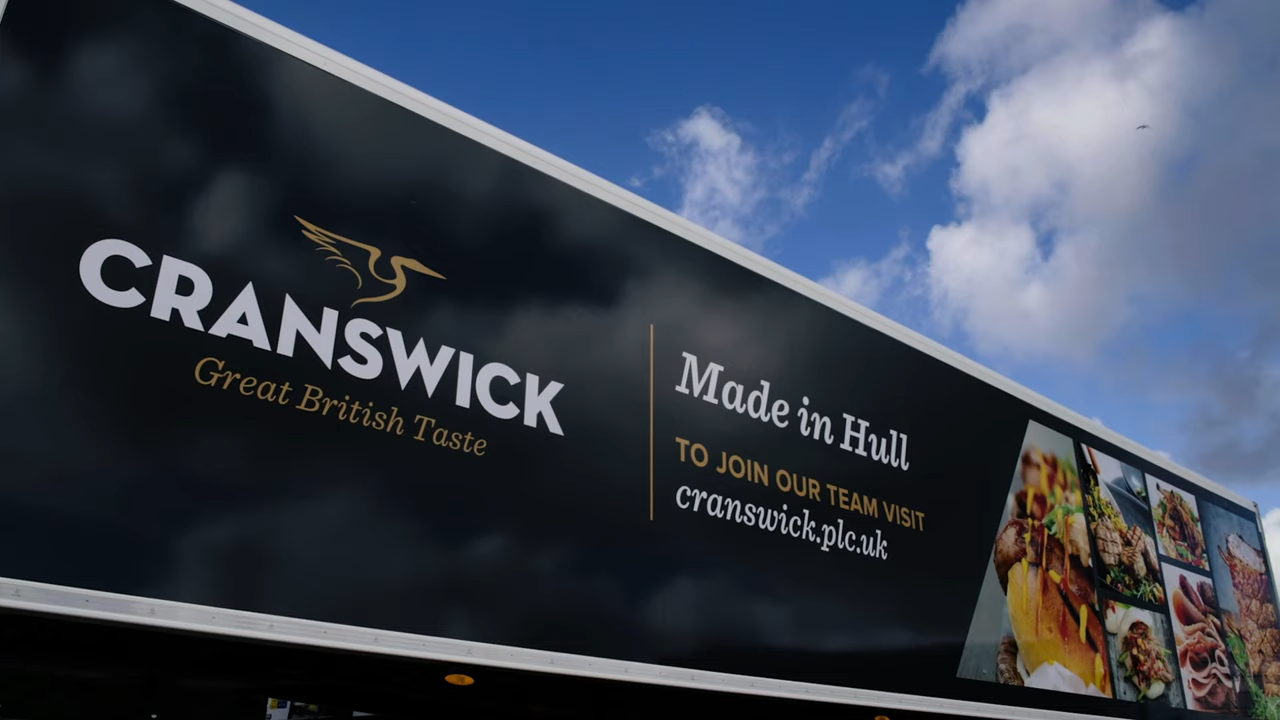 CRANSWICK
Great British Taste
Made in Hull
TO JOIN OUR TEAM VISIT
cranswick.plc.uk